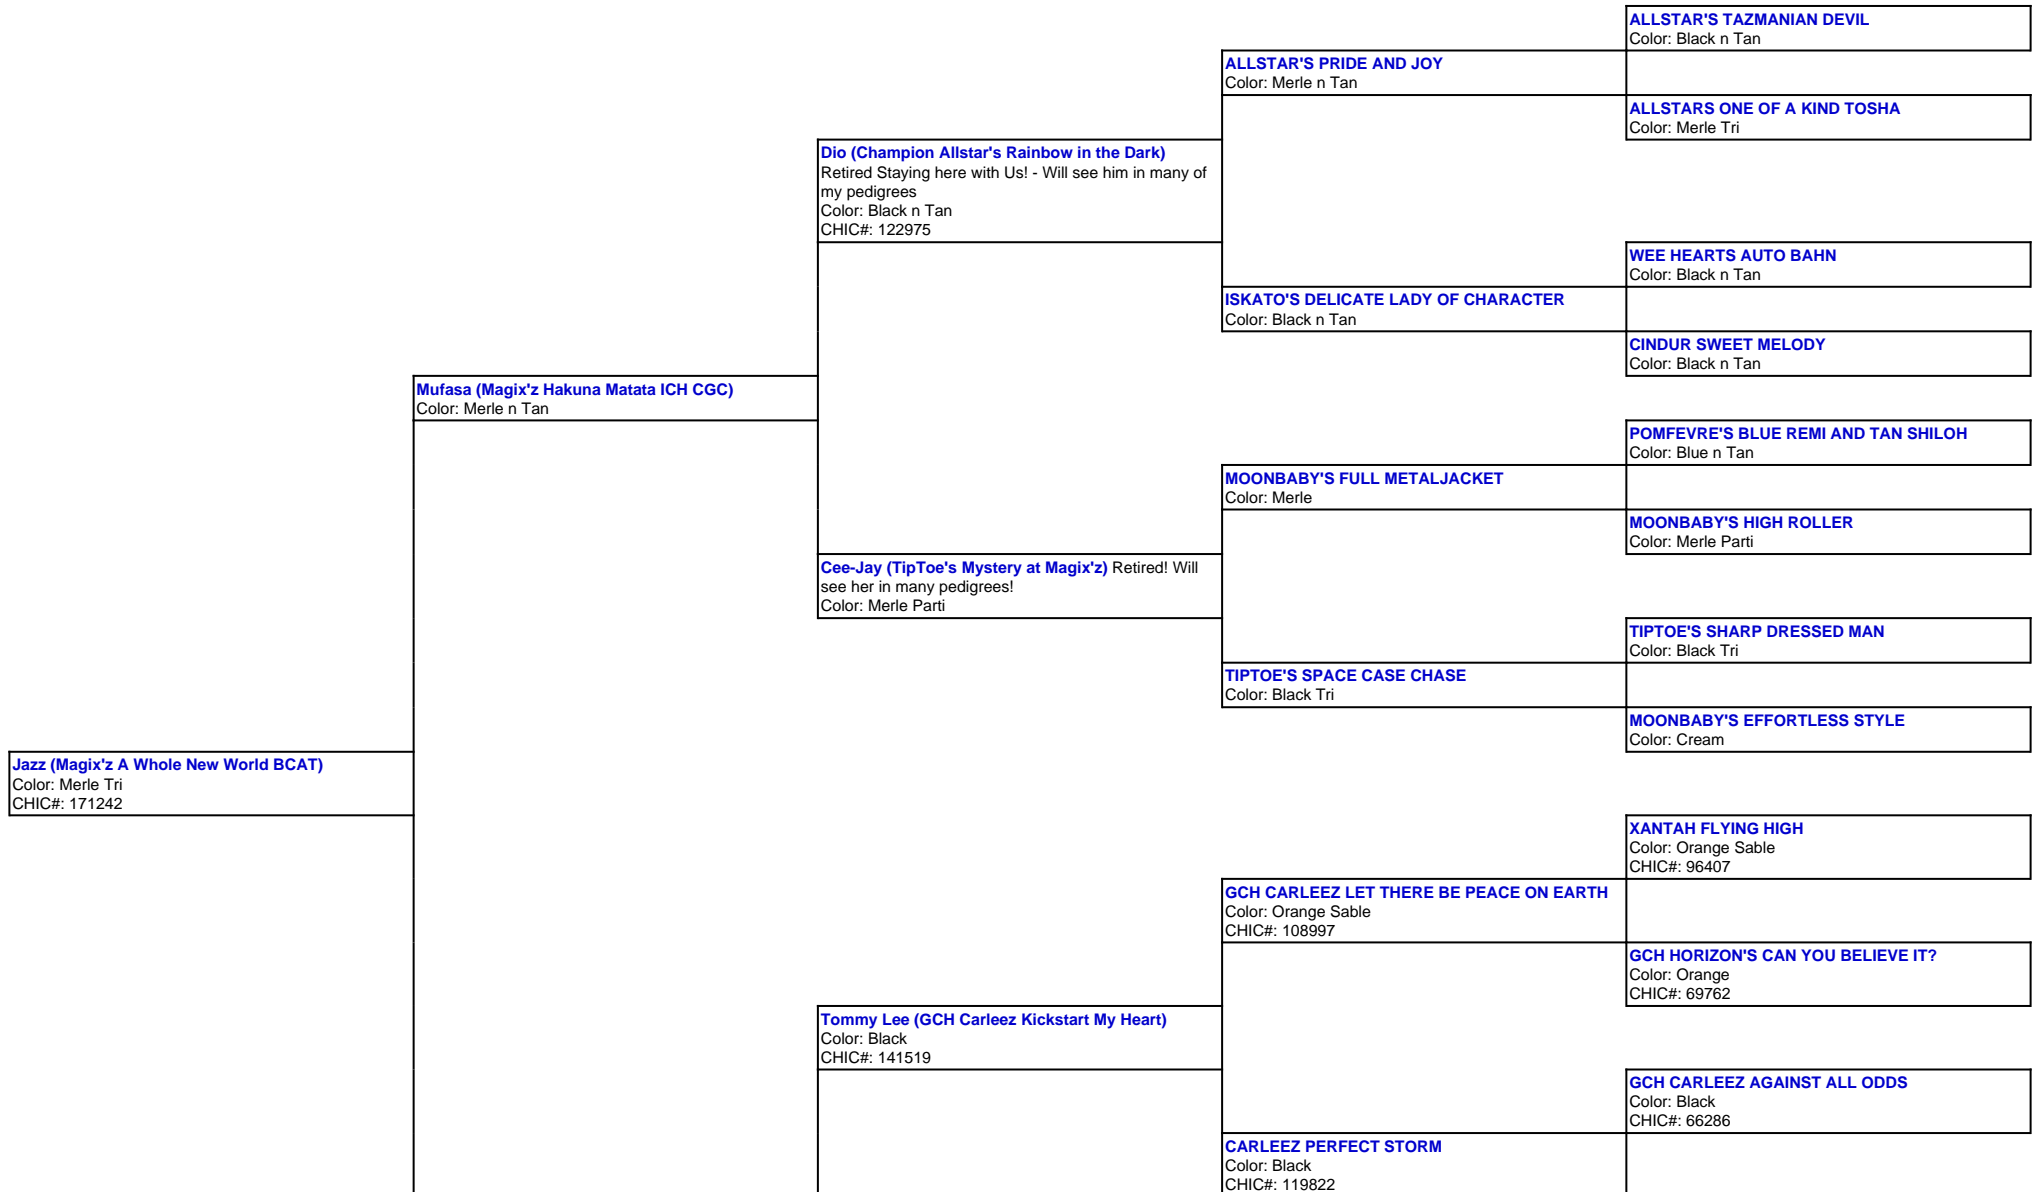 ALLSTAR'S TAZMANIAN DEVIL
Color: Black n Tan
ALLSTAR'S PRIDE AND JOY
Color: Merle n Tan
ALLSTARS ONE OF A KIND TOSHA
Color: Merle Tri
Dio (Champion Allstar's Rainbow in the Dark)
Retired Staying here with Us! - Will see him in many of
my pedigrees
Color: Black n Tan
CHIC#: 122975
WEE HEARTS AUTO BAHN
Color: Black n Tan
ISKATO'S DELICATE LADY OF CHARACTER
Color: Black n Tan
CINDUR SWEET MELODY
Color: Black n Tan
Mufasa (Magix'z Hakuna Matata ICH CGC)
Color: Merle n Tan
POMFEVRE'S BLUE REMI AND TAN SHILOH
Color: Blue n Tan
MOONBABY'S FULL METALJACKET
Color: Merle
MOONBABY'S HIGH ROLLER
Color: Merle Parti
Cee-Jay (TipToe's Mystery at Magix'z) Retired! Will
see her in many pedigrees!
Color: Merle Parti
TIPTOE'S SHARP DRESSED MAN
Color: Black Tri
TIPTOE'S SPACE CASE CHASE
Color: Black Tri
MOONBABY'S EFFORTLESS STYLE
Color: Cream
Jazz (Magix'z A Whole New World BCAT)
Color: Merle Tri
CHIC#: 171242
XANTAH FLYING HIGH
Color: Orange Sable
CHIC#: 96407
GCH CARLEEZ LET THERE BE PEACE ON EARTH
Color: Orange Sable
CHIC#: 108997
GCH HORIZON'S CAN YOU BELIEVE IT?
Color: Orange
CHIC#: 69762
Tommy Lee (GCH Carleez Kickstart My Heart)
Color: Black
CHIC#: 141519
GCH CARLEEZ AGAINST ALL ODDS
Color: Black
CHIC#: 66286
CARLEEZ PERFECT STORM
Color: Black
CHIC#: 119822